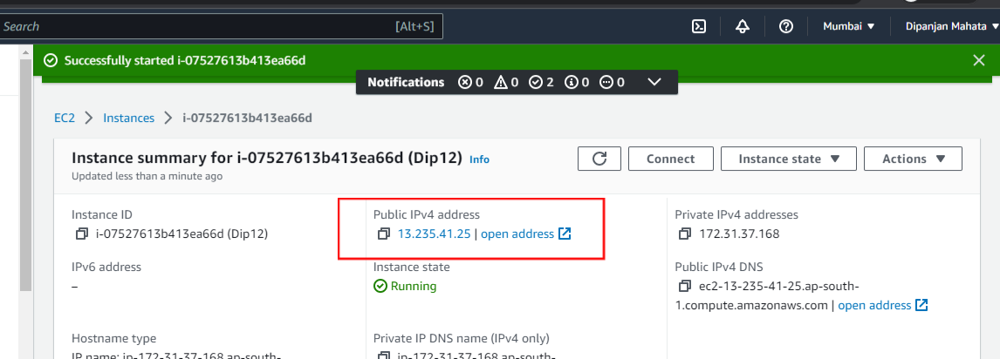 Search [Alt+S] Mumbai ▼ Dipanjan Mahata ▼
Successfully started i-07527613b413ea66d
Notifications 0 0 2 0 0
EC2 > Instances > i-07527613b413ea66d
Instance summary for i-07527613b413ea66d (Dip12) Info
Connect Instance state ▼ Actions ▼
Updated less than a minute ago
Instance ID Public IPv4 address Private IPv4 addresses
i-07527613b413ea66d (Dip12) 13.235.41.25 | open address 172.31.37.168
IPv6 address Instance state Public IPv4 DNS
– Running ec2-13-235-41-25.ap-south-
1.compute.amazonaws.com | open address
Hostname type Private IP DNS name (IPv4 only)
IP name: ip-172-31-37-168.ap-south- ip-172-31-37-168.ap-south-